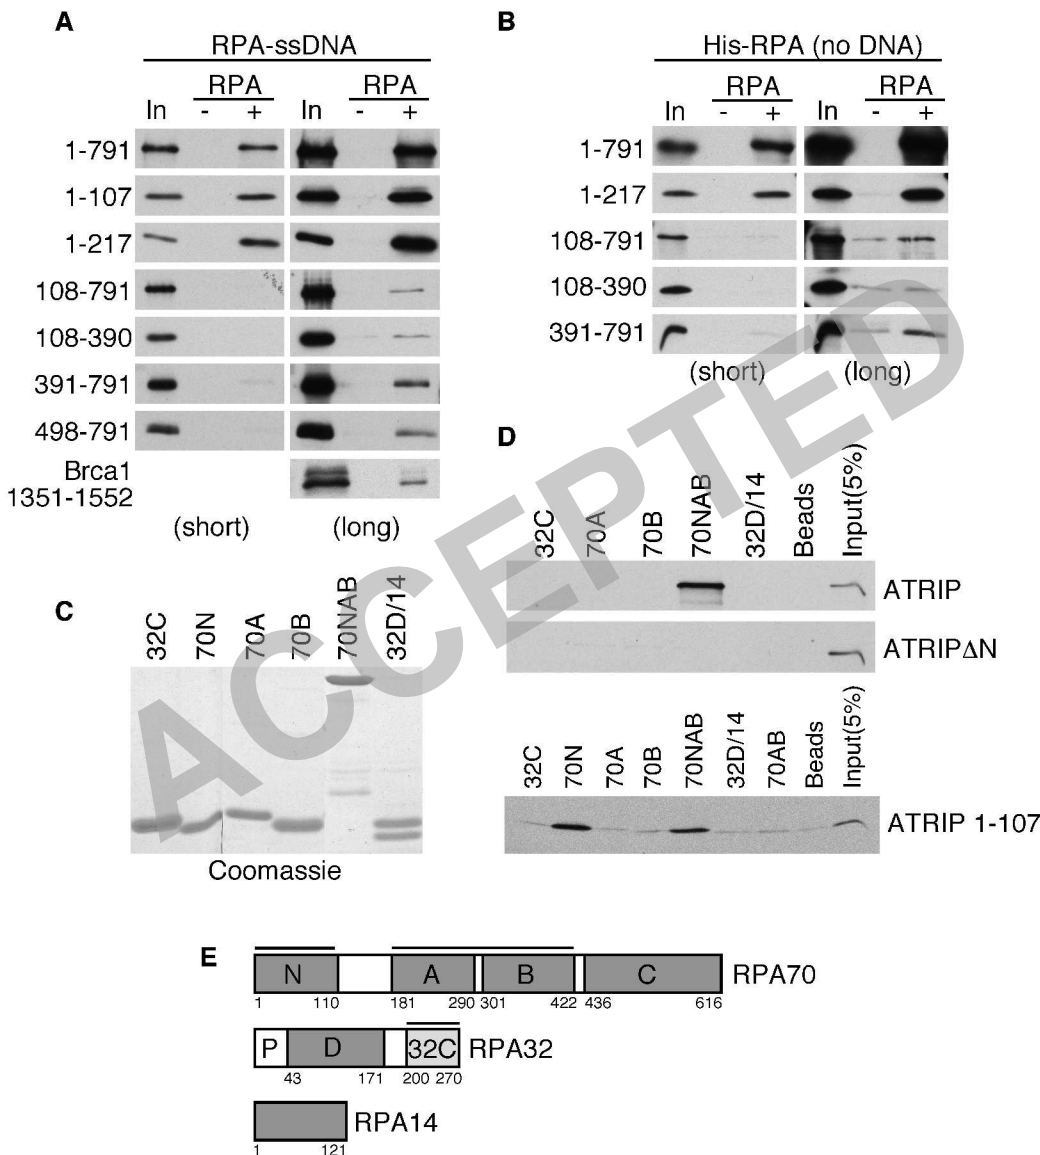 A
RPA-ssDNA
RPA
RPA
In - + In - +
1-791
1-107
1-217
108-791
108-390
391-791
498-791
Brca1
1351-1552
(short) (long)
B
His-RPA (no DNA)
RPA
RPA
In - + In - +
1-791
1-217
108-791
108-390
391-791
(short) (long)
C
32C 70N 70A 70B 70NAB 32D/14
Coomassie
D
32C 70A 70B 70NAB 32D/14 Beads Input(5%)
ATRIP
ATRIPΔN
32C 70N 70A 70B 70NAB 32D/14 70AB Beads Input(5%)
ATRIP 1-107
E
N A B C RPA70
1 110 181 290 301 422 436 616
P D 32C RPA32
43 171 200 270
RPA14
1 121
ACCEPTED